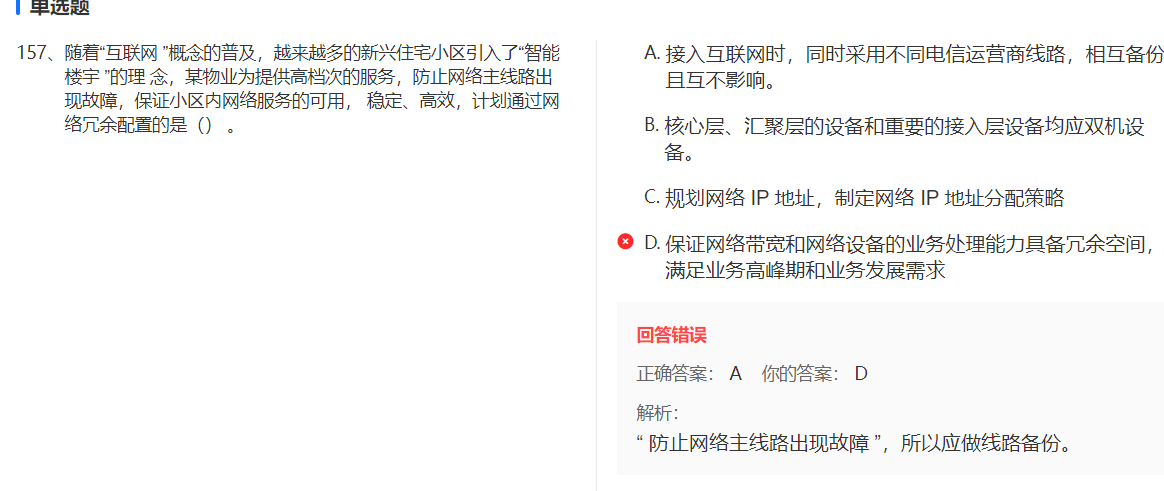 单选题
157、随着“互联网 ”概念的普及，越来越多的新兴住宅小区引入了“智能
楼宇 ”的理 念，某物业为提供高档次的服务，防止网络主线路出
现故障，保证小区内网络服务的可用， 稳定、高效，计划通过网
络冗余配置的是（） 。
A. 接入互联网时，同时采用不同电信运营商线路，相互备份
且互不影响。
B. 核心层、汇聚层的设备和重要的接入层设备均应双机设
备。
C. 规划网络 IP 地址，制定网络 IP 地址分配策略
D. 保证网络带宽和网络设备的业务处理能力具备冗余空间，
满足业务高峰期和业务发展需求
回答错误
正确答案： A 你的答案： D
解析：
“ 防止网络主线路出现故障 ”，所以应做线路备份。